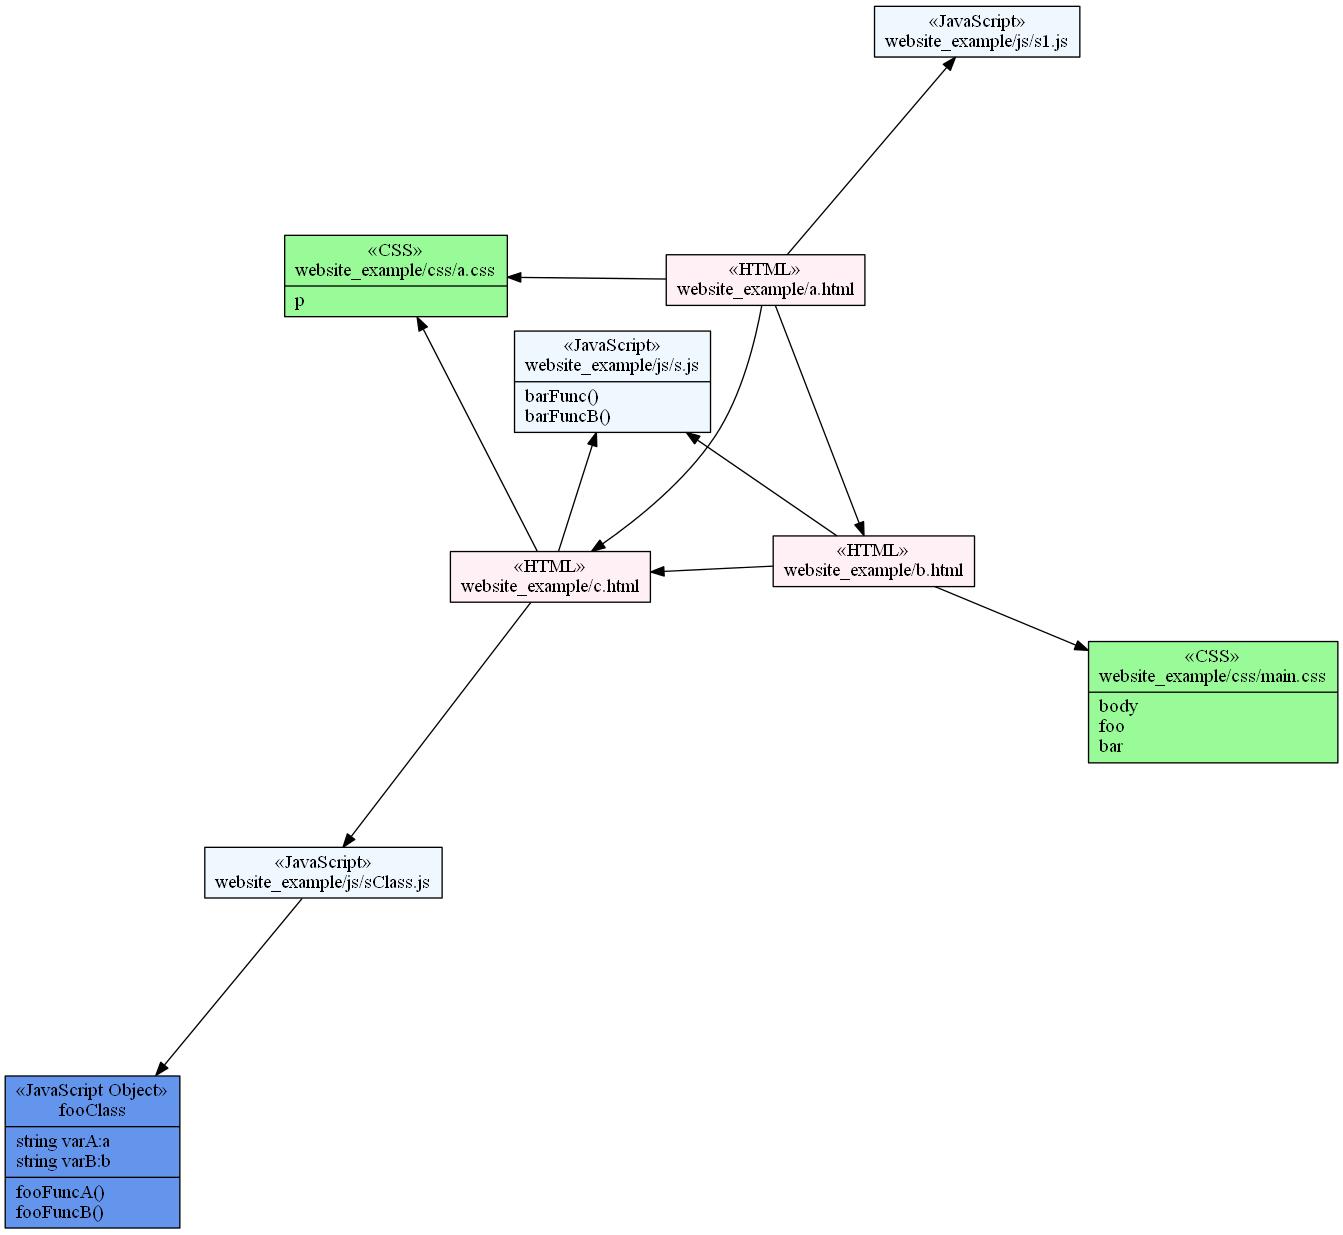 «JavaScript»
website_example/js/s1.js
«CSS»
website_example/css/a.css
p
«HTML»
website_example/a.html
«JavaScript»
website_example/js/s.js
barFunc()
barFuncB()
«HTML»
website_example/c.html
«HTML»
website_example/b.html
«CSS»
website_example/css/main.css
body
foo
bar
«JavaScript»
website_example/js/sClass.js
«JavaScript Object»
fooClass
string varA:a
string varB:b
fooFuncA()
fooFuncB()